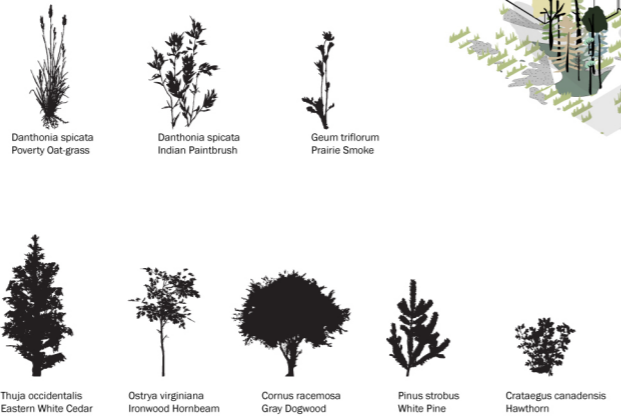 Danthonia spicata
Poverty Oat-grass
Danthonia spicata
Indian Paintbrush
Geum triflorum
Prairie Smoke
Thuja occidentalis
Eastern White Cedar
Ostrya virginiana
Ironwood Hornbeam
Cornus racemosa
Gray Dogwood
Pinus strobus
White Pine
Crataegus canadensis
Hawthorn